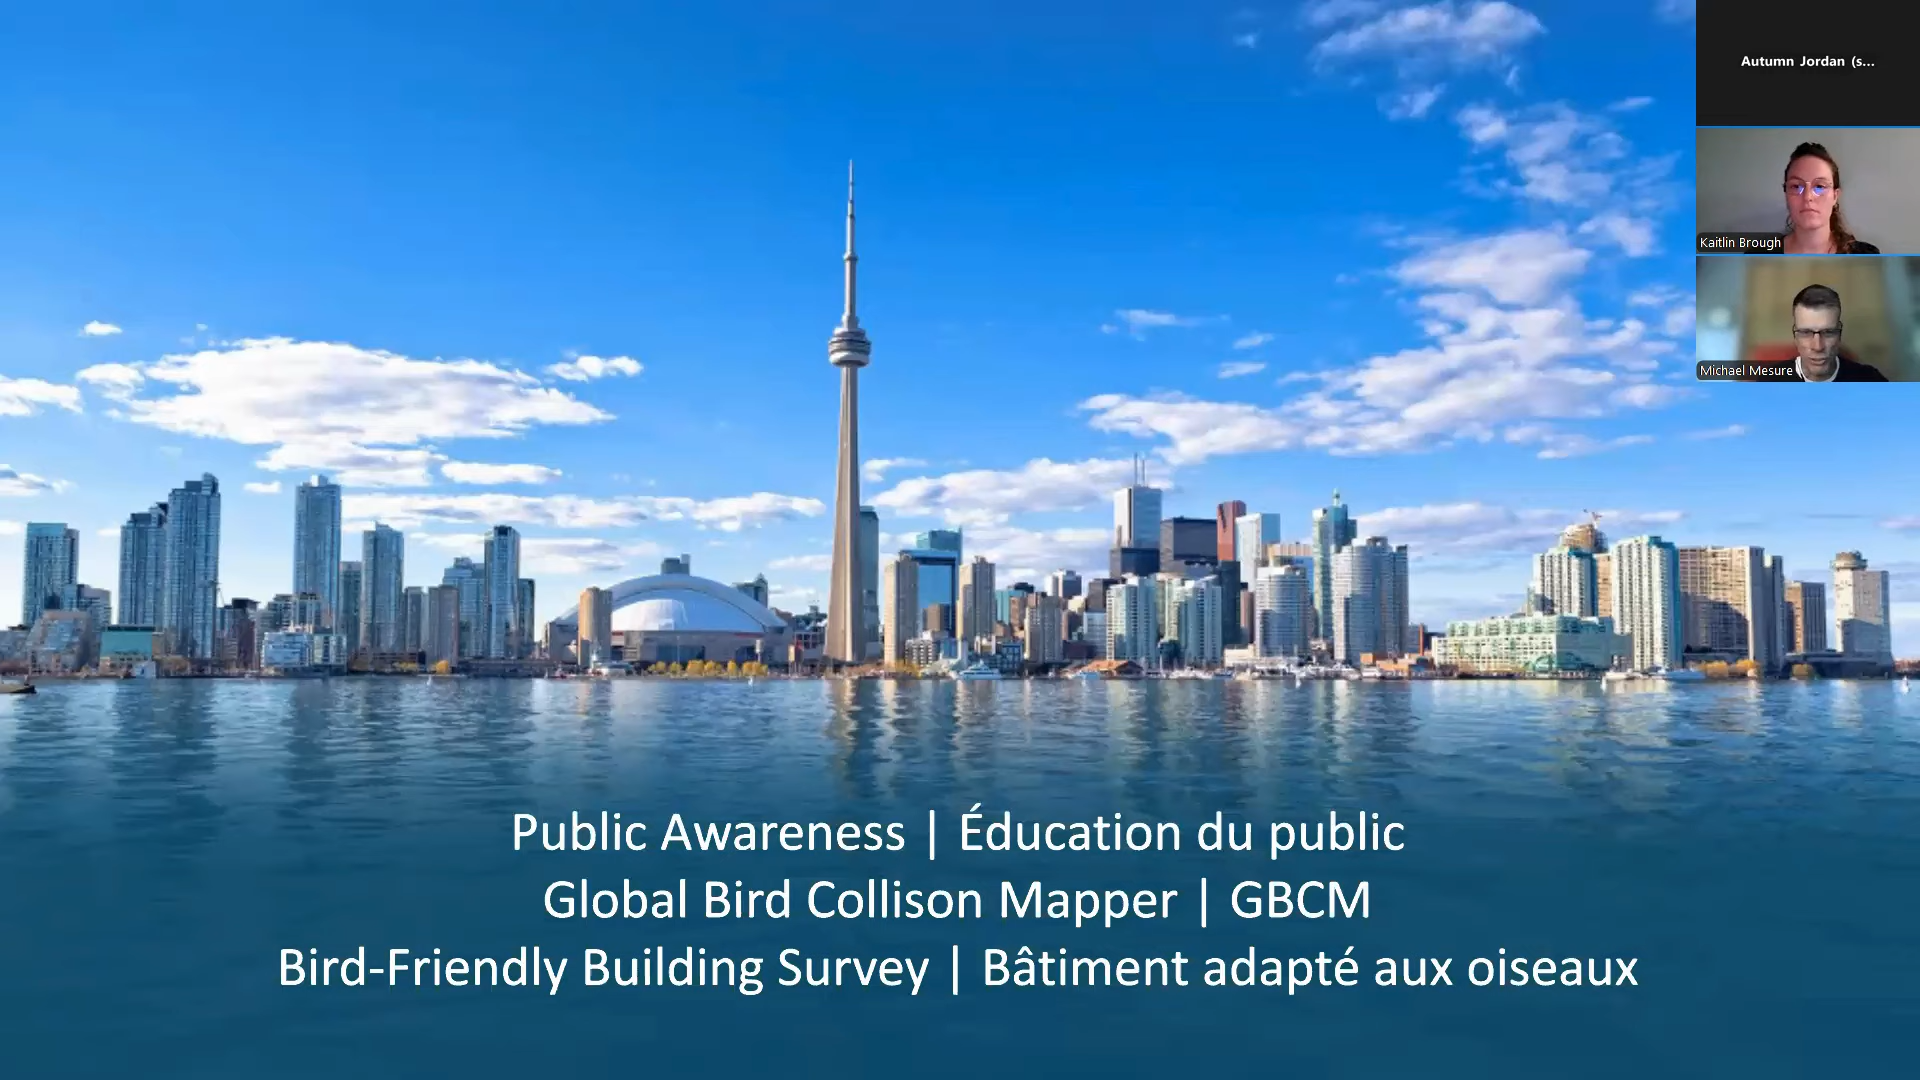 Autumn Jordan (s...
Kaitlin Brough
Michael Mesure
Public Awareness | Éducation du public
Global Bird Collison Mapper | GBCM
Bird-Friendly Building Survey | Bâtiment adapté aux oiseaux